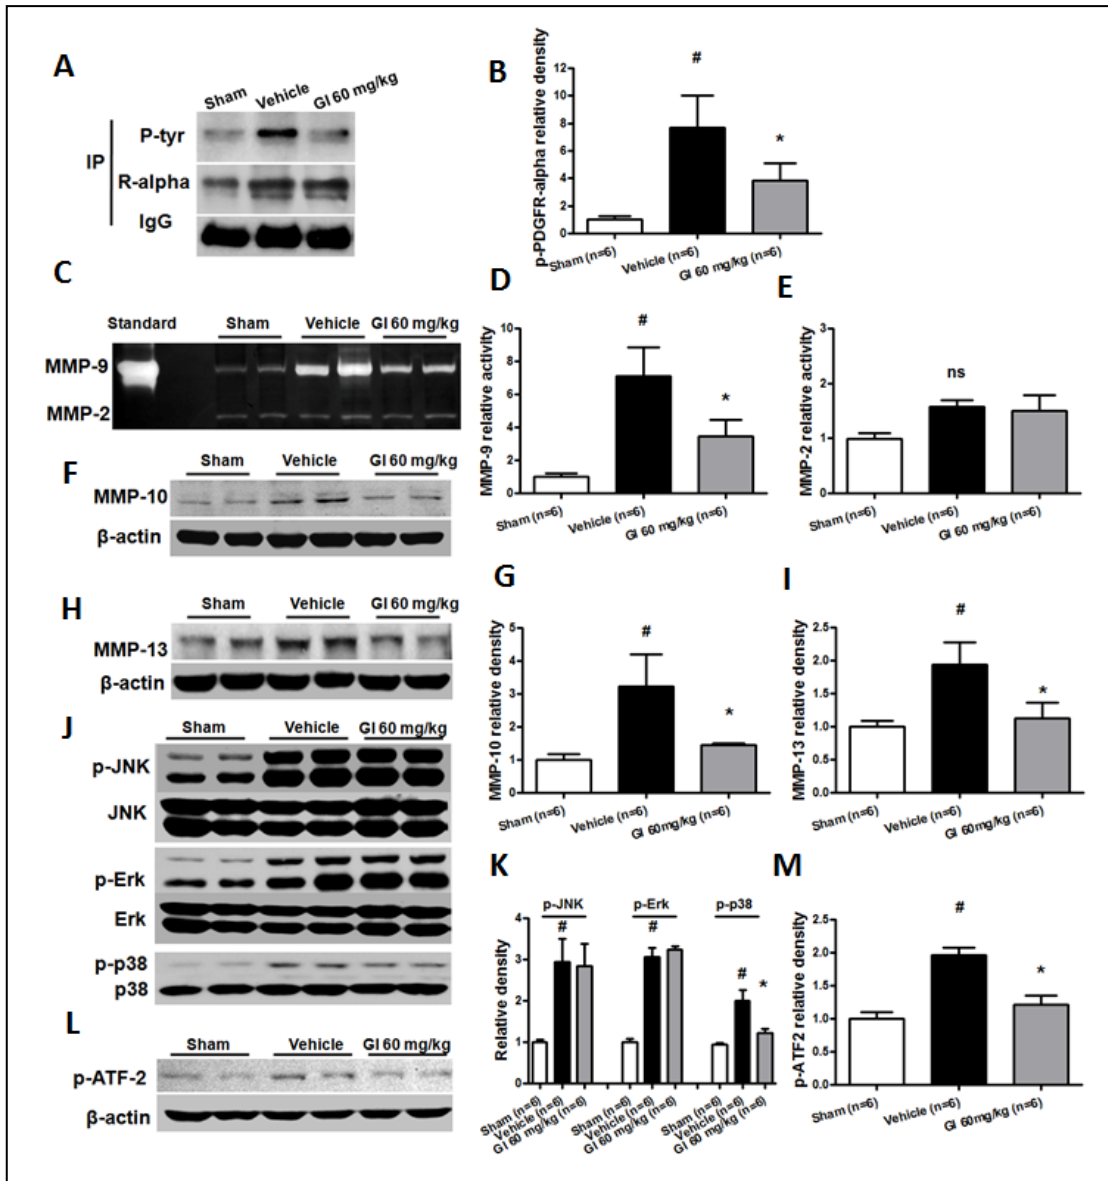 A
Sham Vehicle GI 60 mg/kg
IP
P-tyr
R-alpha
IgG
B
p-PDGFR-alpha relative density
12
10
8
6
4
2
0
#
*
Sham (n=6)
Vehicle (n=6)
GI 60 mg/kg (n=6)
C
Standard Sham Vehicle GI 60 mg/kg
MMP-9
MMP-2
D
MMP-9 relative activity
10
8
6
4
2
0
#
*
Sham (n=6)
Vehicle (n=6)
GI 60 mg/kg (n=6)
E
MMP-2 relative activity
3
2
1
0
ns
Sham (n=6)
Vehicle (n=6)
GI 60 mg/kg (n=6)
F
Sham Vehicle GI 60 mg/kg
MMP-10
β-actin
G
MMP-10 relative density
5
4
3
2
1
0
#
*
Sham (n=6)
Vehicle (n=6)
GI 60mg/kg (n=6)
H
Sham Vehicle GI 60 mg/kg
MMP-13
β-actin
I
MMP-13 relative density
2.5
2.0
1.5
1.0
0.5
0.0
#
*
Sham (n=6)
Vehicle (n=6)
GI 60mg/kg (n=6)
J
Sham Vehicle GI 60 mg/kg
p-JNK
JNK
p-Erk
Erk
p-p38
p38
K
Relative density
4
3
2
1
0
p-JNK p-Erk p-p38
# # # *
Sham (n=6)
Vehicle (n=6)
GI 60 mg/kg (n=6)
Sham (n=6)
Vehicle (n=6)
GI 60 mg/kg (n=6)
Sham (n=6)
Vehicle (n=6)
GI 60 mg/kg (n=6)
L
Sham Vehicle GI 60 mg/kg
p-ATF-2
β-actin
M
p-ATF2 relative density
2.5
2.0
1.5
1.0
0.5
0.0
#
*
Sham (n=6)
Vehicle (n=6)
GI 60mg/kg (n=6)